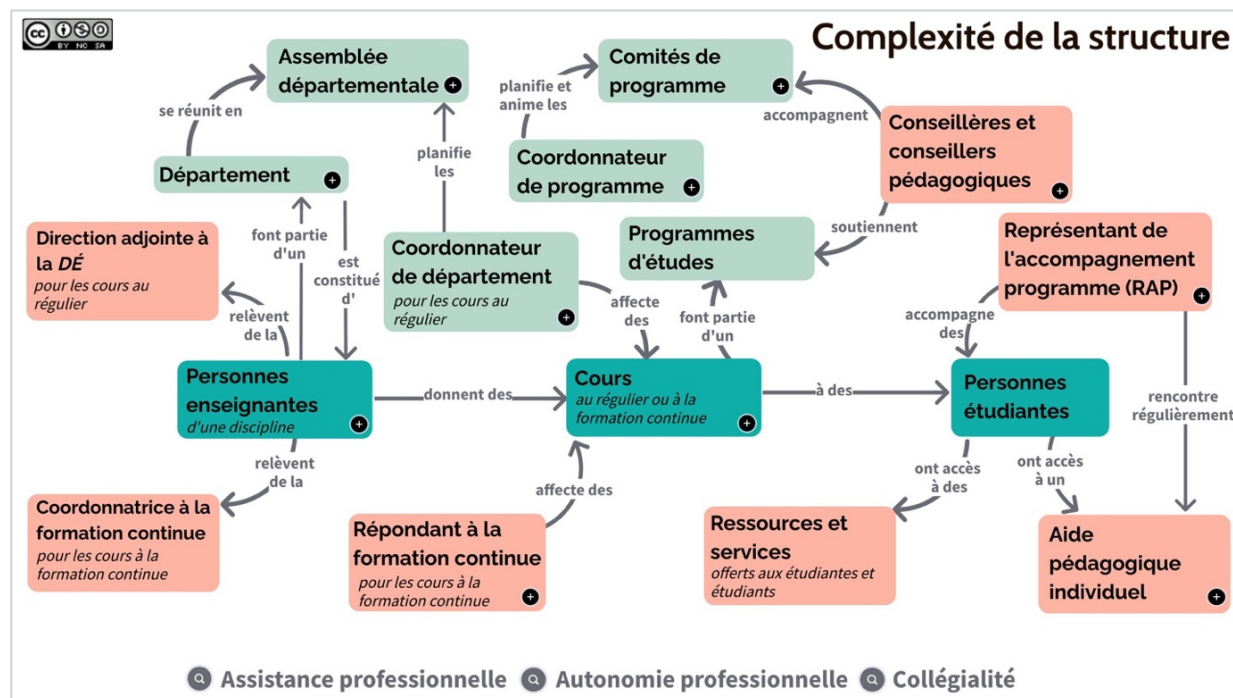 cc
BY NC SA
Complexité de la structure
Assemblée
départementale
se réunit en
Département
planifie
les
planifie et
anime les
Comités de
programme
accompagnent
Coordonnateur
de programme
Conseillères et
conseillers
pédagogiques
soutiennent
Direction adjointe à
la DÉ
pour les cours au
régulier
font partie
d'un
est
constitué
d'
relèvent
de la
Coordonnateur
de département
pour les cours au
régulier
affecte
des
Programmes
d'études
font partie
d'un
Représentant de
l'accompagnement
programme (RAP)
accompagne
des
rencontre
régulièrement
Personnes
enseignantes
d'une discipline
donnent des
Cours
au régulier ou à la
formation continue
à des
Personnes
étudiantes
relèvent
de la
Coordonnatrice à la
formation continue
pour les cours à la
formation continue
affecte des
Répondant à la
formation continue
pour les cours à la
formation continue
ont accès
à des
Ressources et
services
offerts aux étudiantes et
étudiants
ont accès
à un
Aide
pédagogique
individuel
Assistance professionnelle Autonomie professionnelle Collégialité